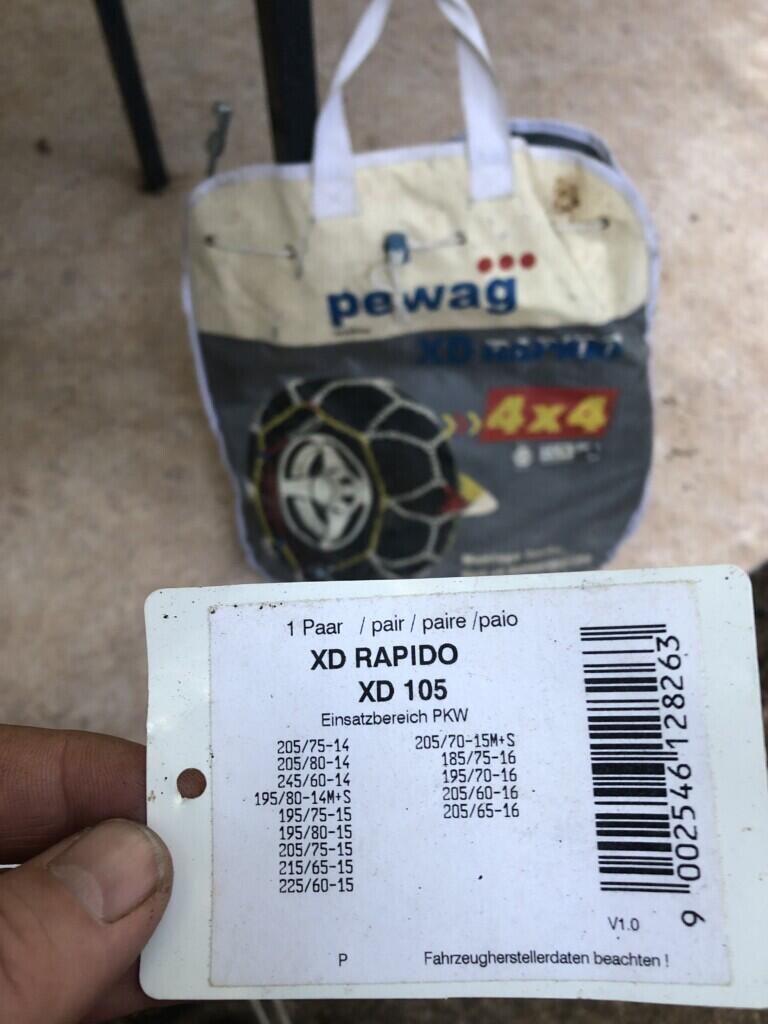 pewag
XD
4x4
1 Paar / pair / paire /paio
XD RAPIDO
XD 105
Einsatzbereich PKW
205/75-14
205/80-14
245/60-14
195/80-14M+S
195/75-15
195/80-15
205/75-15
215/65-15
225/60-15
205/70-15M+S
185/75-16
195/70-16
205/60-16
205/65-16
9 002546 128263
V1.0
P
Fahrzeugherstellerdaten beachten !